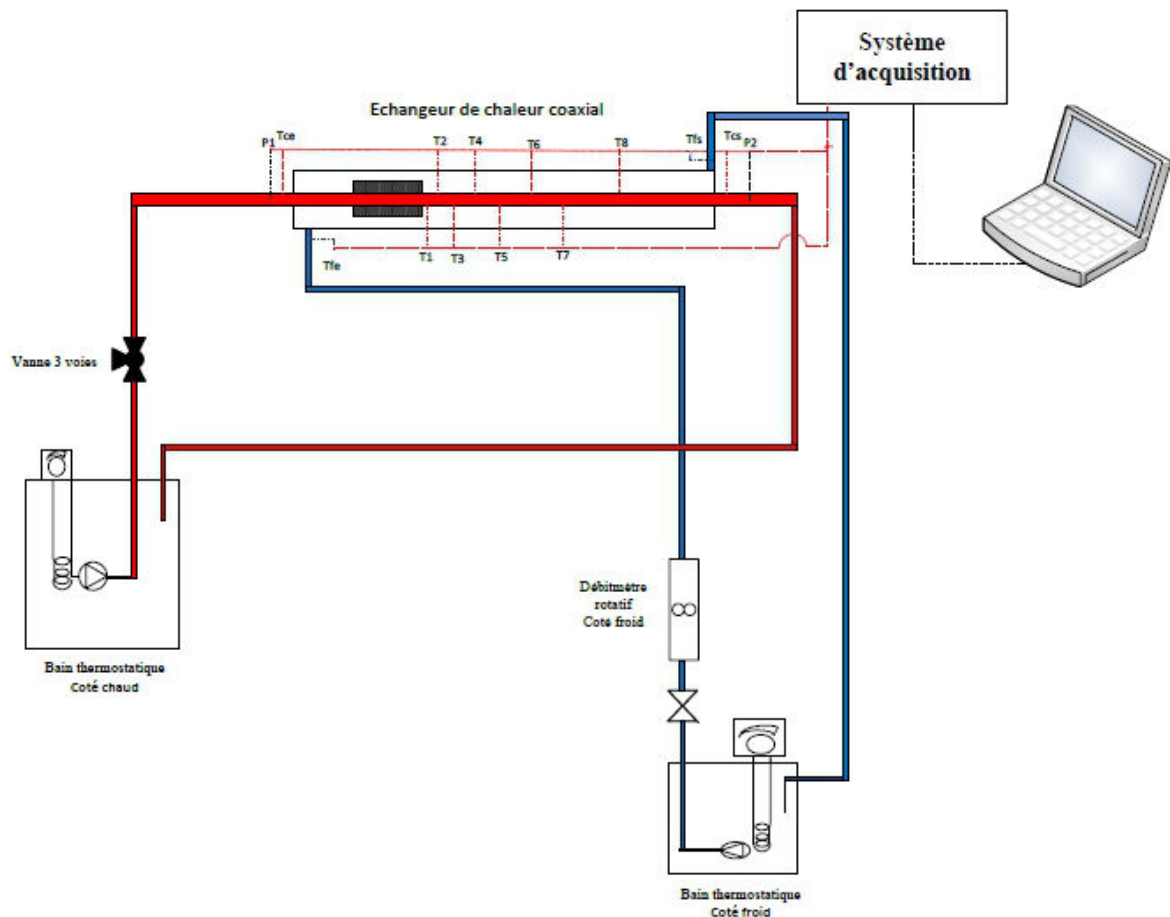 Système
d'acquisition
Echangeur de chaleur coaxial
P1 Tce T2 T4 T6 T8 Tfs Tcs P2
Tfe T1 T3 T5 T7
Vanne 3 voies
Débitmètre
rotatif
Coté froid
Bain thermostatique
Coté chaud
Bain thermostatique
Coté froid